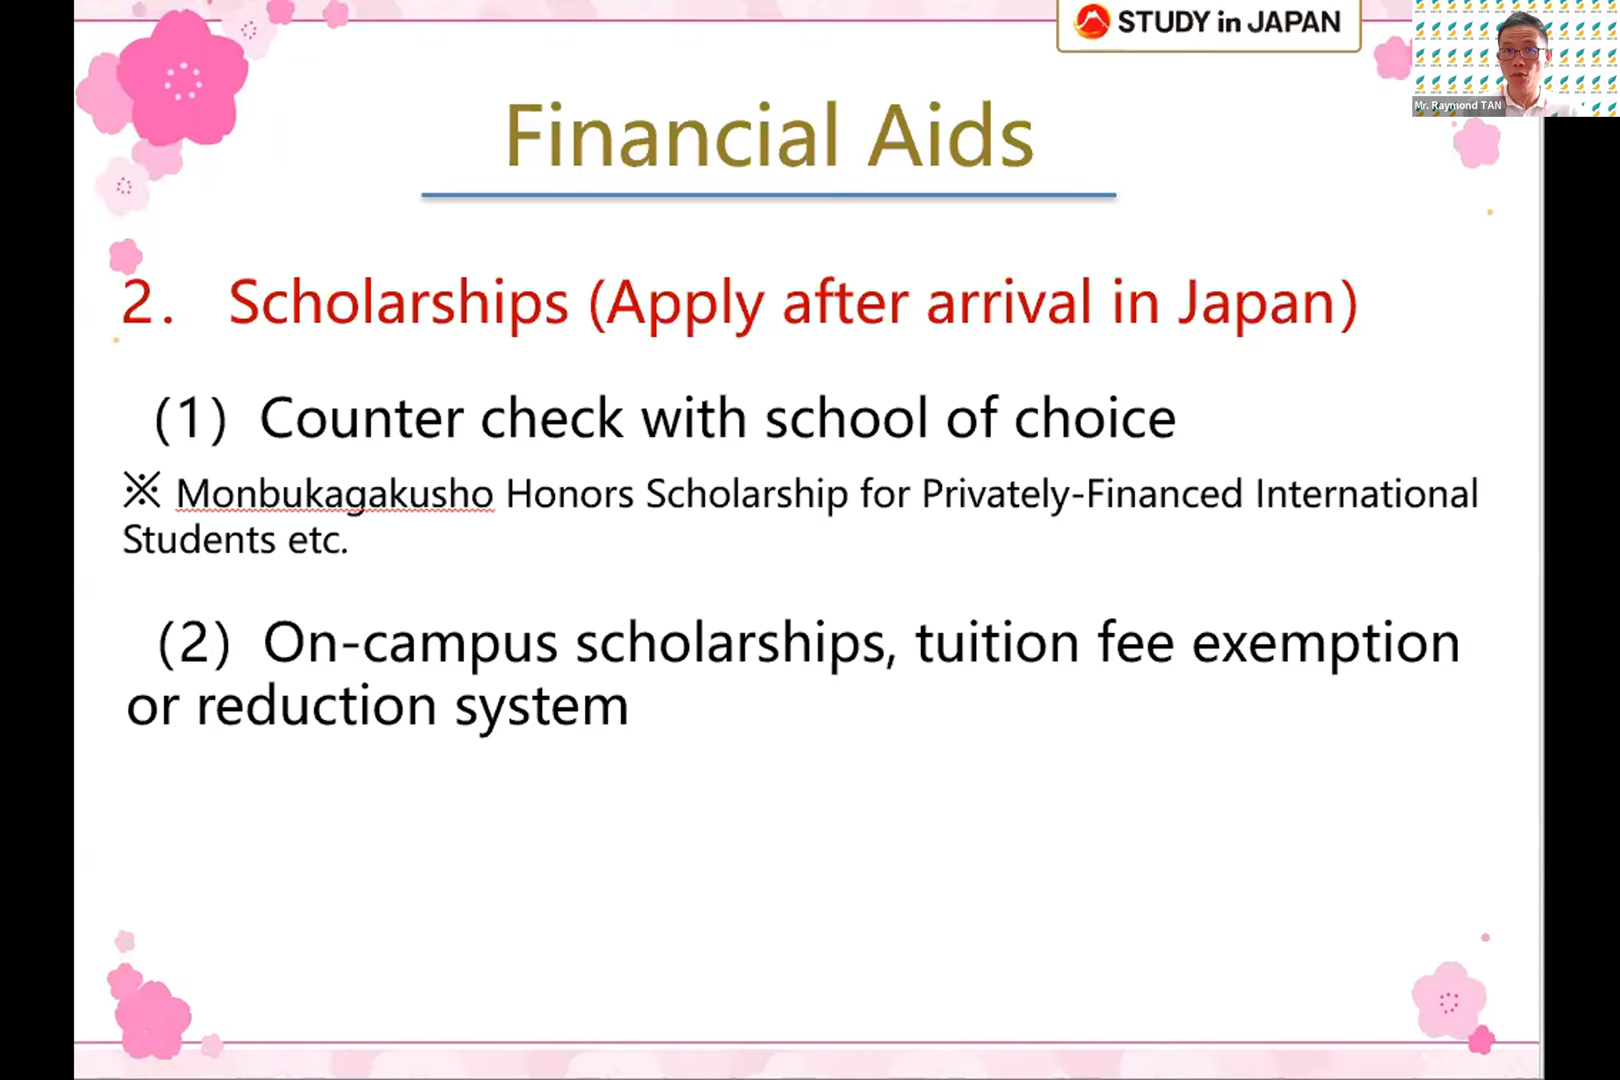 STUDY in JAPAN
Mr. Raymond TAN
Financial Aids
2. Scholarships (Apply after arrival in Japan)
(1) Counter check with school of choice
※ Monbukagakusho Honors Scholarship for Privately-Financed International
Students etc.
(2) On-campus scholarships, tuition fee exemption
or reduction system